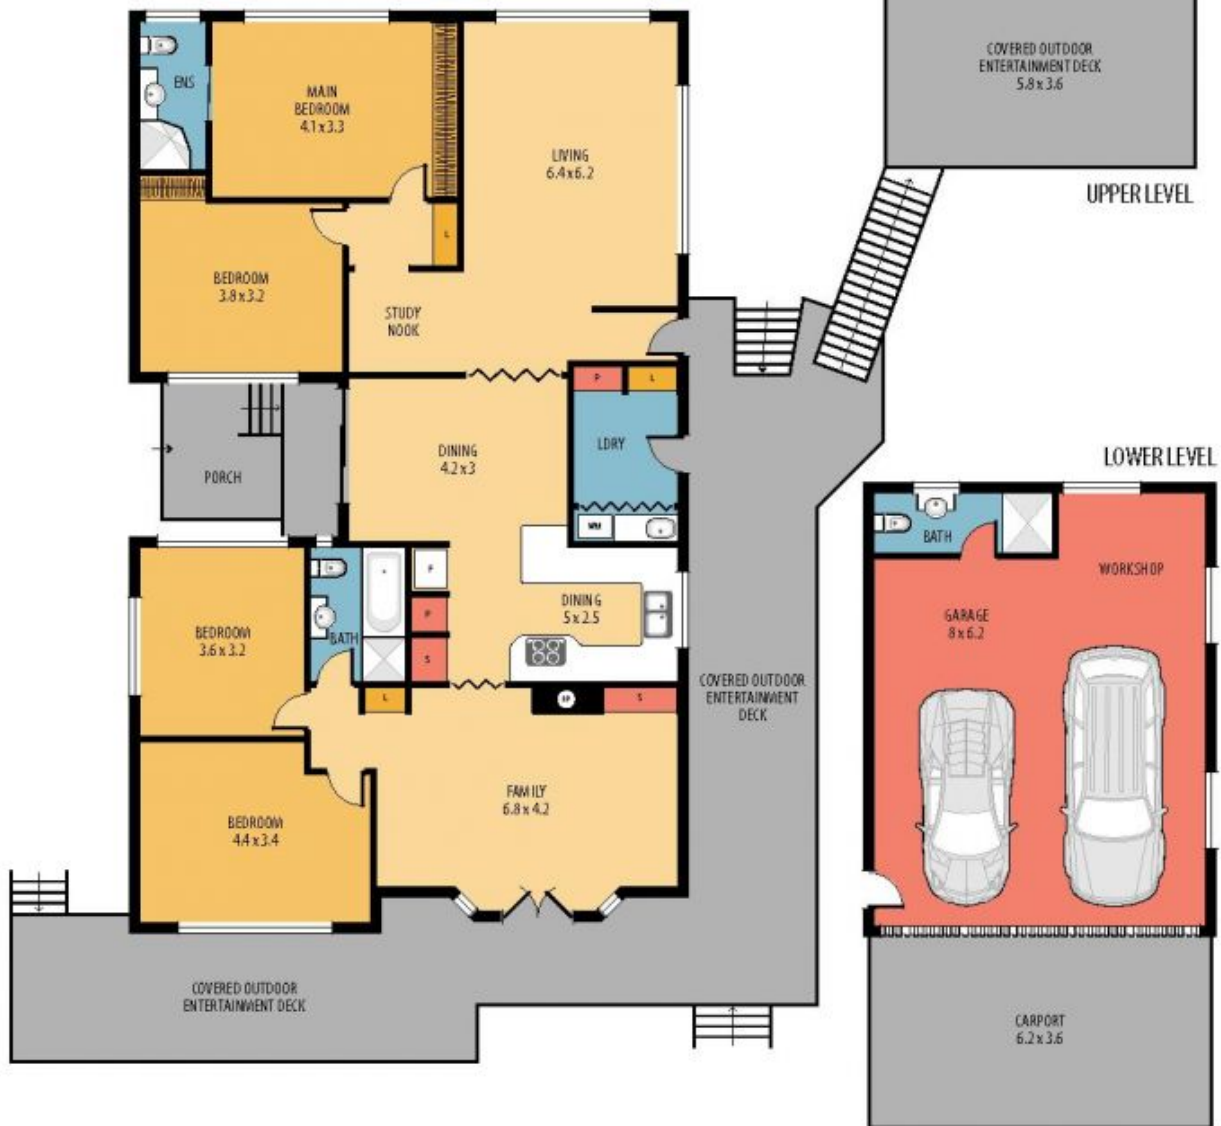 COVERED OUTDOOR
ENTERTAINMENT DECK
5.8 x 3.6
UPPER LEVEL
ENS
MAIN
BEDROOM
4.1 x 3.3
LIVING
6.4 x 6.2
L
BEDROOM
3.8 x 3.2
STUDY
NOOK
P
L
LDRY
DINING
4.2 x 3
PORCH
WM
P
P
S
DINING
5 x 2.5
BEDROOM
3.6 x 3.2
BATH
L
S
COVERED OUTDOOR
ENTERTAINMENT
DECK
FAMILY
6.8 x 4.2
BEDROOM
4.4 x 3.4
COVERED OUTDOOR
ENTERTAINMENT DECK
LOWER LEVEL
BATH
WORKSHOP
GARAGE
8 x 6.2
CARPORT
6.2 x 3.6